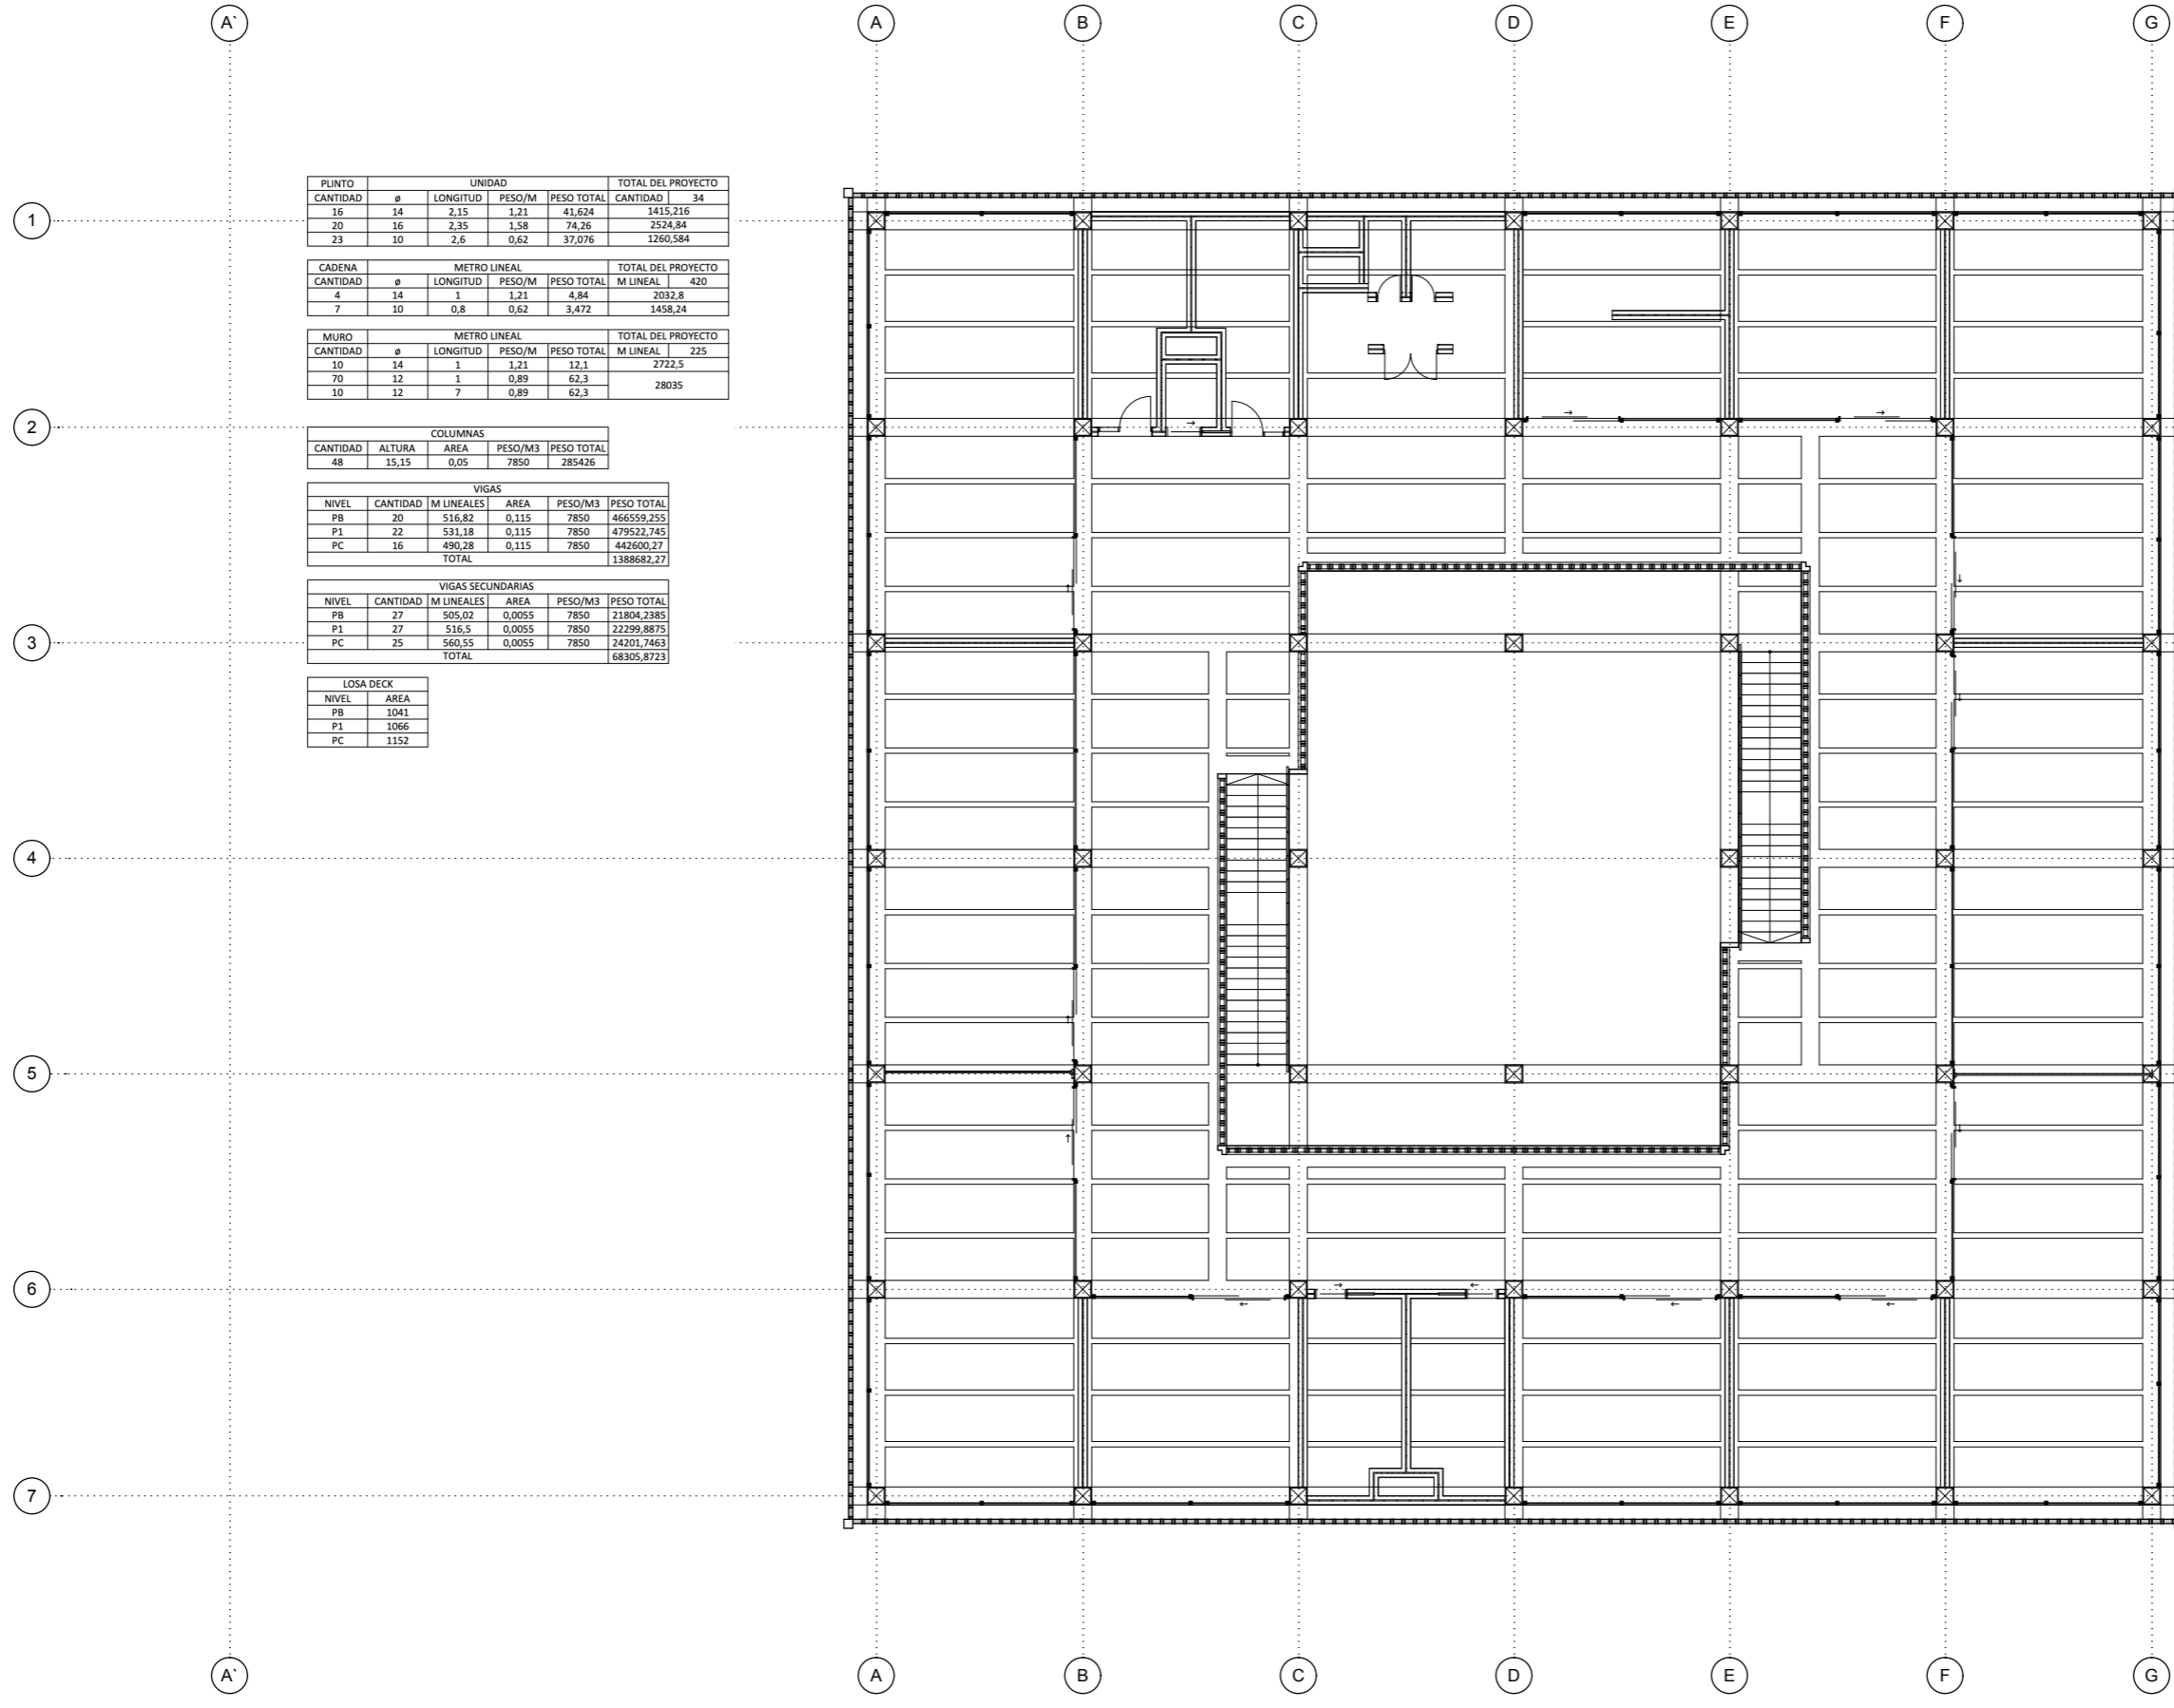 A` A B C D E F G
PLINTO UNIDAD TOTAL DEL PROYECTO
CANTIDAD ø LONGITUD PESO/M PESO TOTAL CANTIDAD 34
16 14 2,15 1,21 41,624 1415,216
20 16 2,35 1,58 74,26 2524,84
23 10 2,6 0,62 37,076 1260,584
1
CADENA METRO LINEAL TOTAL DEL PROYECTO
CANTIDAD ø LONGITUD PESO/M PESO TOTAL M LINEAL 420
4 14 1 1,21 4,84 2032,8
7 10 0,8 0,62 3,472 1458,24
MURO METRO LINEAL TOTAL DEL PROYECTO
CANTIDAD ø LONGITUD PESO/M PESO TOTAL M LINEAL 225
10 14 1 1,21 12,1 2722,5
70 12 1 0,89 62,3 28035
10 12 7 0,89 62,3
2
COLUMNAS
CANTIDAD ALTURA AREA PESO/M3 PESO TOTAL
48 15,15 0,05 7850 285426
VIGAS
NIVEL CANTIDAD M LINEALES AREA PESO/M3 PESO TOTAL
PB 20 516,82 0,115 7850 466559,255
P1 22 531,18 0,115 7850 479522,745
PC 16 490,28 0,115 7850 442600,27
TOTAL 1388682,27
VIGAS SECUNDARIAS
NIVEL CANTIDAD M LINEALES AREA PESO/M3 PESO TOTAL
PB 27 505,02 0,0055 7850 21804,2385
P1 27 516,5 0,0055 7850 22299,8875
PC 25 560,55 0,0055 7850 24201,7463
TOTAL 68305,8723
3
LOSA DECK
NIVEL AREA
PB 1041
P1 1066
PC 1152
4
5
6
7
A` A B C D E F G